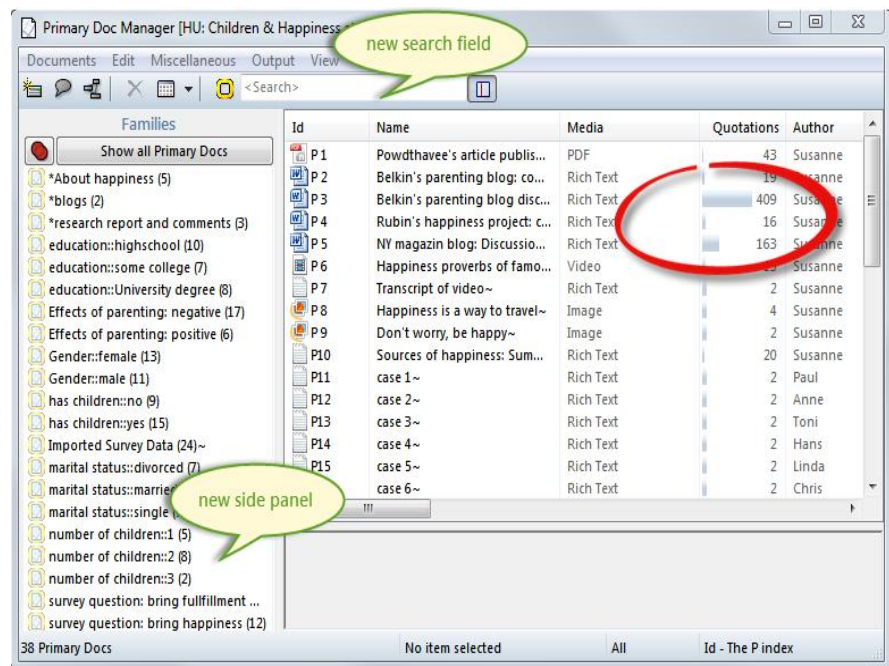 Primary Doc Manager [HU: Children & Happiness
new search field
Documents Edit Miscellaneous Output View
<Search>
Families
Show all Primary Docs
*About happiness (5)
*blogs (2)
*research report and comments (3)
education::highschool (10)
education::some college (7)
education::University degree (8)
Effects of parenting: negative (17)
Effects of parenting: positive (6)
Gender::female (13)
Gender::male (11)
has children::no (9)
has children::yes (15)
Imported Survey Data (24)~
marital status::divorced (7)
marital status::married
marital status::single
number of children::1 (5)
number of children::2 (8)
number of children::3 (2)
survey question: bring fullfillment ...
survey question: bring happiness (12)
new side panel
Id Name Media Quotations Author
P 1 Powdthavee's article publis... PDF 43 Susanne
P 2 Belkin's parenting blog: co... Rich Text 19 Susanne
P 3 Belkin's parenting blog disc... Rich Text 409 Susanne
P 4 Rubin's happiness project: c... Rich Text 16 Susanne
P 5 NY magazin blog: Discussio... Rich Text 163 Susanne
P 6 Happiness proverbs of famo... Video Susanne
P 7 Transcript of video~ Rich Text 2 Susanne
P 8 Happiness is a way to travel~ Image 4 Susanne
P 9 Don't worry, be happy~ Image 2 Susanne
P10 Sources of happiness: Sum... Rich Text 20 Susanne
P11 case 1~ Rich Text 2 Paul
P12 case 2~ Rich Text 2 Anne
P13 case 3~ Rich Text 2 Toni
P14 case 4~ Rich Text 2 Hans
P15 case 5~ Rich Text 2 Linda
case 6~ Rich Text 2 Chris
38 Primary Docs No item selected All Id - The P index